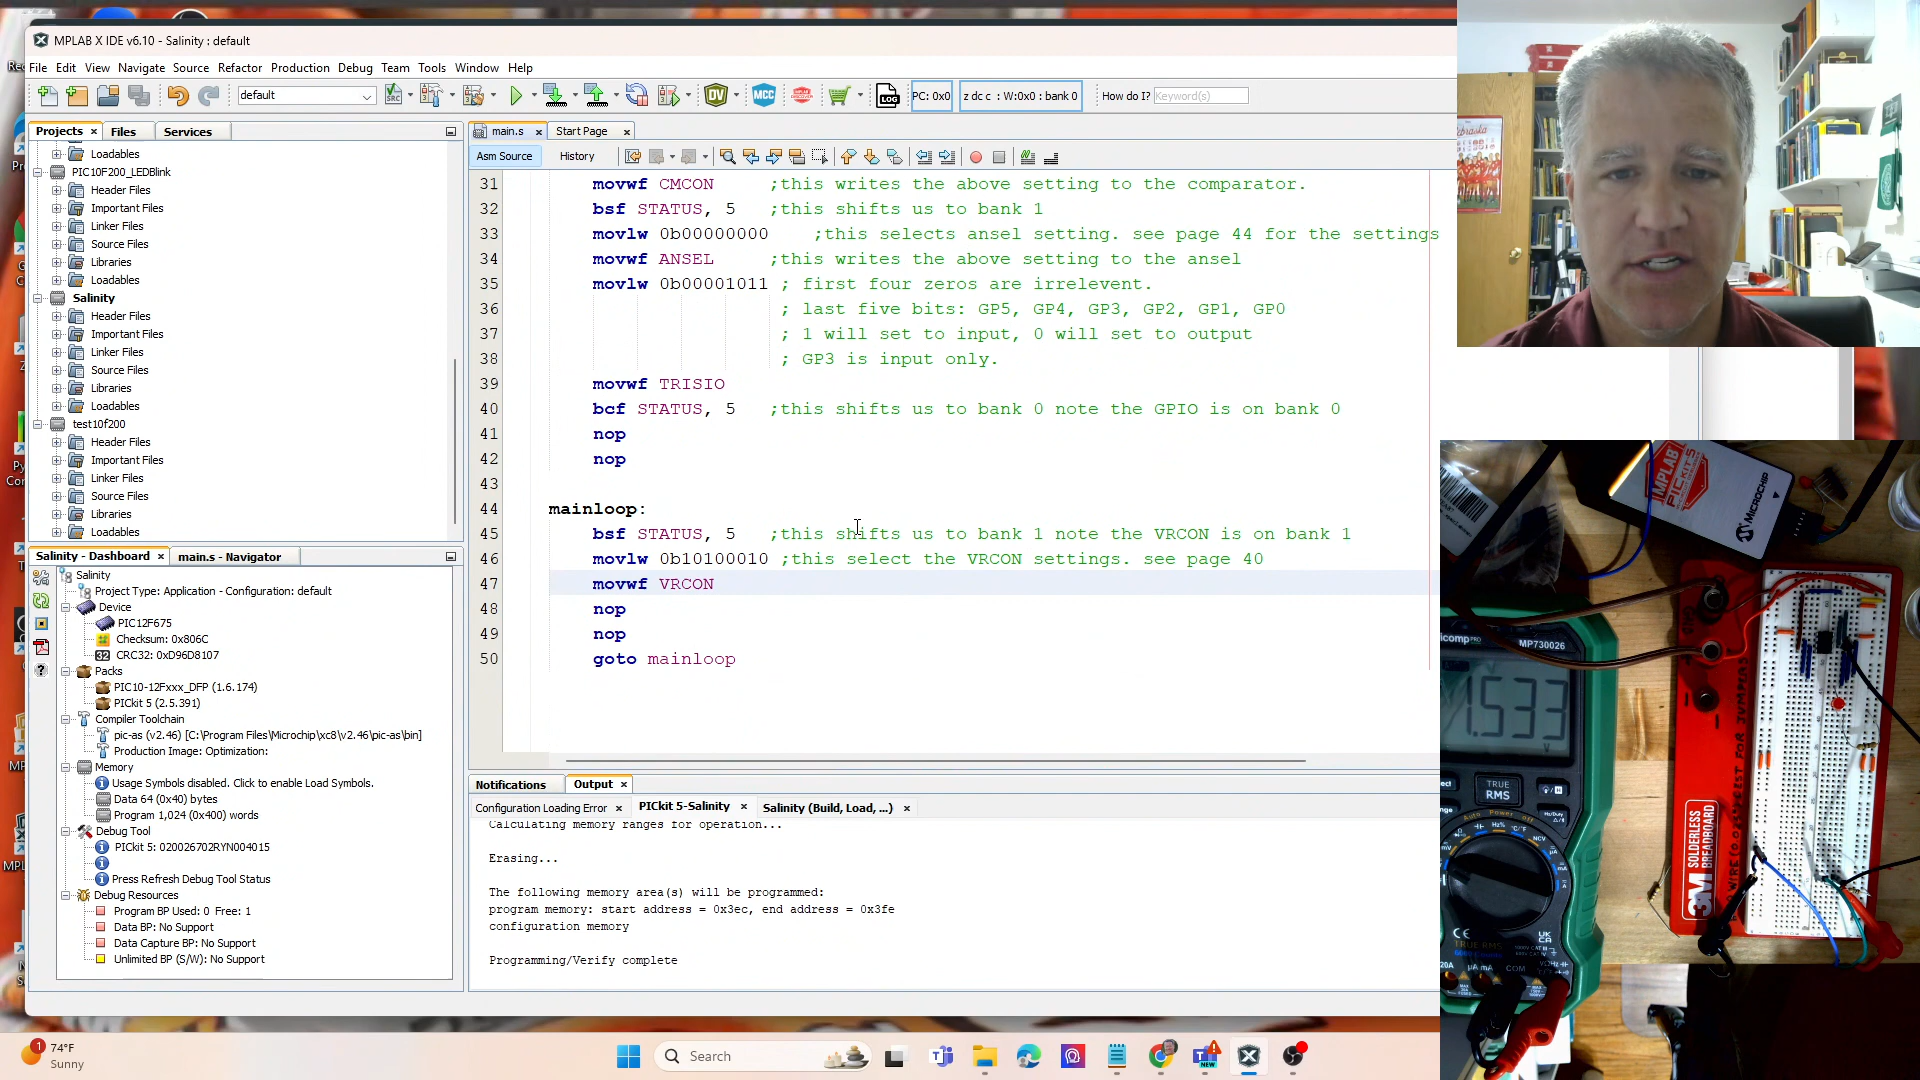 MPLAB X IDE v6.10 - Salinity : default
File Edit View Navigate Source Refactor Production Debug Team Tools Window Help
default
PC: 0x0
z dc c : W:0x0 : bank 0
How do I? Keyword(s)
Projects Files Services
main.s Start Page
Asm Source History
Loadables
PIC10F200_LEDBlink
Header Files
Important Files
Linker Files
Source Files
Libraries
Loadables
Salinity
Header Files
Important Files
Linker Files
Source Files
Libraries
Loadables
test10f200
Header Files
Important Files
Linker Files
Source Files
Libraries
Loadables
31 movwf CMCON ;this writes the above setting to the comparator.
32 bsf STATUS, 5 ;this shifts us to bank 1
33 movlw 0b00000000 ;this selects ansel setting. see page 44 for the settings
34 movwf ANSEL ;this writes the above setting to the ansel
35 movlw 0b00001011 ; first four zeros are irrelevent.
36 ; last five bits: GP5, GP4, GP3, GP2, GP1, GP0
37 ; 1 will set to input, 0 will set to output
38 ; GP3 is input only.
39 movwf TRISIO
40 bcf STATUS, 5 ;this shifts us to bank 0 note the GPIO is on bank 0
41 nop
42 nop
43
44 mainloop:
45 bsf STATUS, 5 ;this shifts us to bank 1 note the VRCON is on bank 1
46 movlw 0b10100010 ;this select the VRCON settings. see page 40
47 movwf VRCON
48 nop
49 nop
50 goto mainloop
Salinity - Dashboard main.s - Navigator
Salinity
Project Type: Application - Configuration: default
Device
PIC12F675
Checksum: 0x806C
CRC32: 0xD96D8107
Packs
PIC10-12Fxxx_DFP (1.6.174)
PICkit 5 (2.5.391)
Compiler Toolchain
pic-as (v2.46) [C:\Program Files\Microchip\xc8\v2.46\pic-as\bin]
Production Image: Optimization:
Memory
Usage Symbols disabled. Click to enable Load Symbols.
Data 64 (0x40) bytes
Program 1,024 (0x400) words
Debug Tool
PICkit 5: 020026702RYN004015
Press Refresh Debug Tool Status
Debug Resources
Program BP Used: 0 Free: 1
Data BP: No Support
Data Capture BP: No Support
Unlimited BP (S/W): No Support
Notifications Output
Configuration Loading Error PICkit 5-Salinity Salinity (Build, Load, ...)
Calculating memory ranges for operation...
Erasing...
The following memory area(s) will be programmed:
program memory: start address = 0x3ec, end address = 0x3fe
configuration memory
Programming/Verify complete
MPLAB
PICKIT 5
MICROCHIP
MP730026
1.533
V
TRUE
RMS
3M SOLDERLESS
BREADBOARD
74°F
Sunny
Search